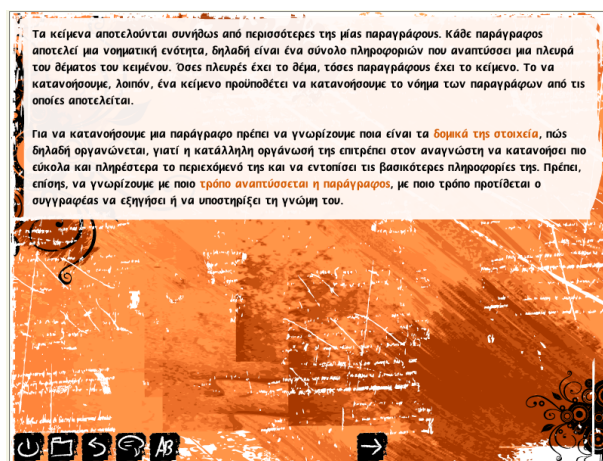 Τα κείμενα αποτελούνται συνήθως από περισσότερες της μίας παραγράφους. Κάθε παράγραφος
αποτελεί μια νοηματική ενότητα, δηλαδή είναι ένα σύνολο πληροφοριών που αναπτύσσει μια πλευρά
του θέματος του κειμένου. Όσες πλευρές έχει το θέμα, τόσες παραγράφους έχει το κείμενο. Το να
κατανοήσουμε, λοιπόν, ένα κείμενο προϋποθέτει να κατανοήσουμε το νόημα των παραγράφων από τις
οποίες αποτελείται.
Για να κατανοήσουμε μια παράγραφο πρέπει να γνωρίζουμε ποια είναι τα δομικά της στοιχεία, πώς
δηλαδή οργανώνεται, γιατί η κατάλληλη οργάνωσή της επιτρέπει στον αναγνώστη να κατανοήσει πιο
εύκολα και πληρέστερα το περιεχόμενό της και να εντοπίσει τις βασικότερες πληροφορίες της. Πρέπει,
επίσης, να γνωρίζουμε με ποιο τρόπο αναπτύσσεται η παράγραφος, με ποιο τρόπο προτίθεται ο
συγγραφέας να εξηγήσει ή να υποστηρίξει τη γνώμη του.
AB